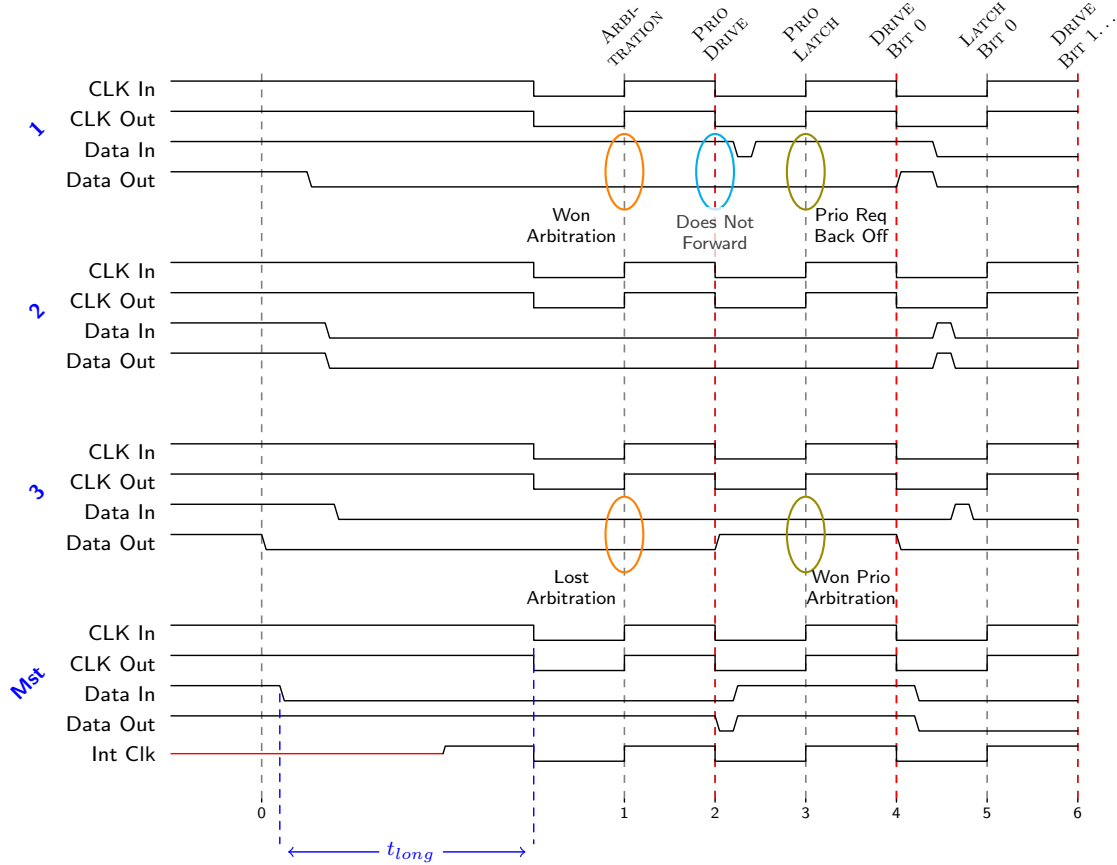 ARBI-
TRATION
PRIO
DRIVE
PRIO
LATCH
DRIVE
BIT 0
LATCH
BIT 0
DRIVE
BIT 1...
1
CLK In
CLK Out
Data In
Data Out
Won
Arbitration
Does Not
Forward
Prio Req
Back Off
2
CLK In
CLK Out
Data In
Data Out
3
CLK In
CLK Out
Data In
Data Out
Lost
Arbitration
Won Prio
Arbitration
Mst
CLK In
CLK Out
Data In
Data Out
Int Clk
0 1 2 3 4 5 6
tlong